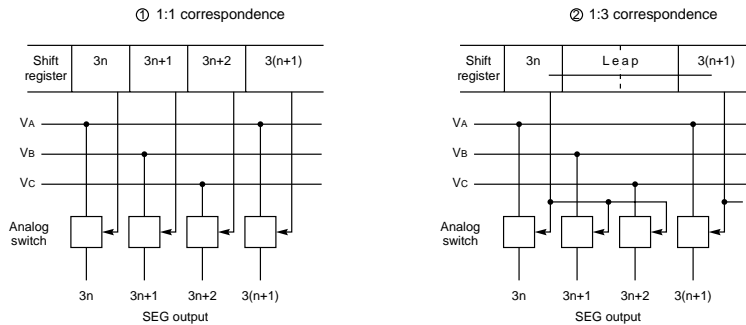 ① 1:1 correspondence
Shift register 3n 3n+1 3n+2 3(n+1)
VA
VB
VC
Analog switch
3n 3n+1 3n+2 3(n+1)
SEG output
② 1:3 correspondence
Shift register 3n Leap 3(n+1)
VA
VB
VC
Analog switch
3n 3n+1 3n+2 3(n+1)
SEG output